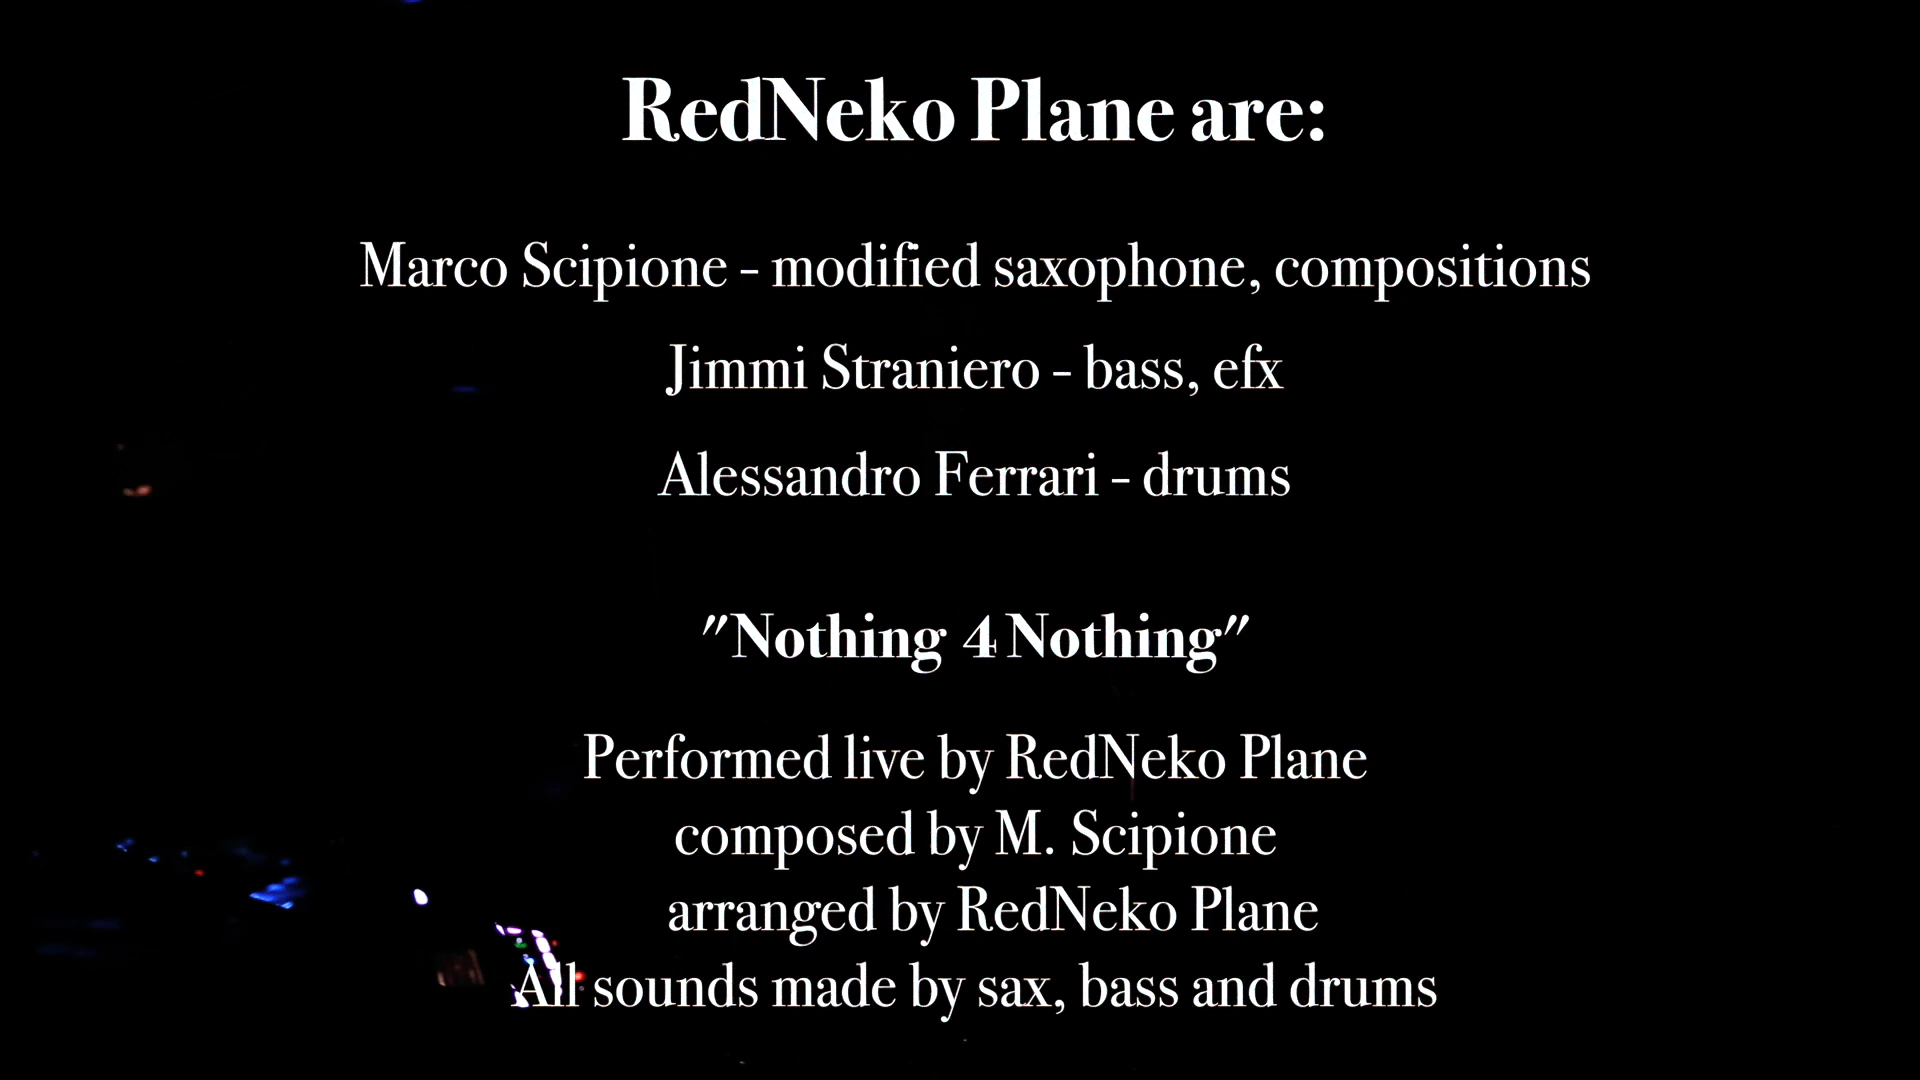 RedNeko Plane are:
Marco Scipione - modified saxophone, compositions
Jimmi Straniero - bass, efx
Alessandro Ferrari - drums
"Nothing 4 Nothing"
Performed live by RedNeko Plane
composed by M. Scipione
arranged by RedNeko Plane
All sounds made by sax, bass and drums